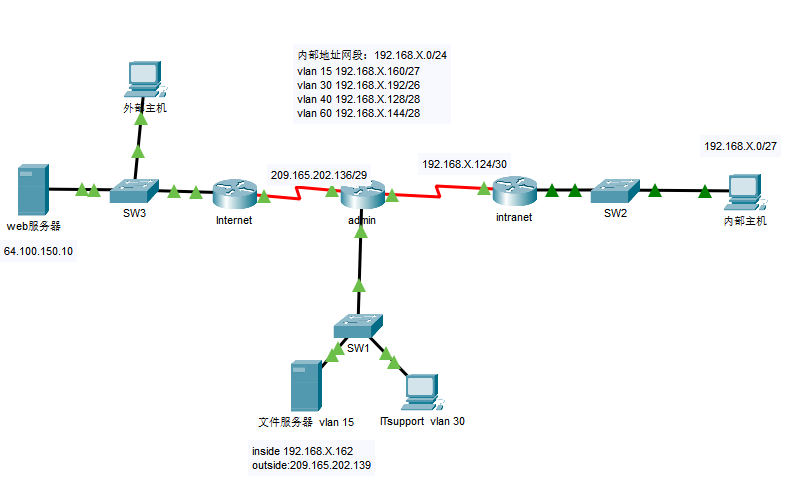 内部地址网段：192.168.X.0/24
vlan 15 192.168.X.160/27
vlan 30 192.168.X.192/26
vlan 40 192.168.X.128/28
vlan 60 192.168.X.144/28
外部主机
192.168.X.0/27
209.165.202.136/29
192.168.X.124/30
web服务器
SW3
Internet
admin
intranet
SW2
内部主机
64.100.150.10
SW1
文件服务器 vlan 15
ITsupport vlan 30
inside 192.168.X.162
outside:209.165.202.139